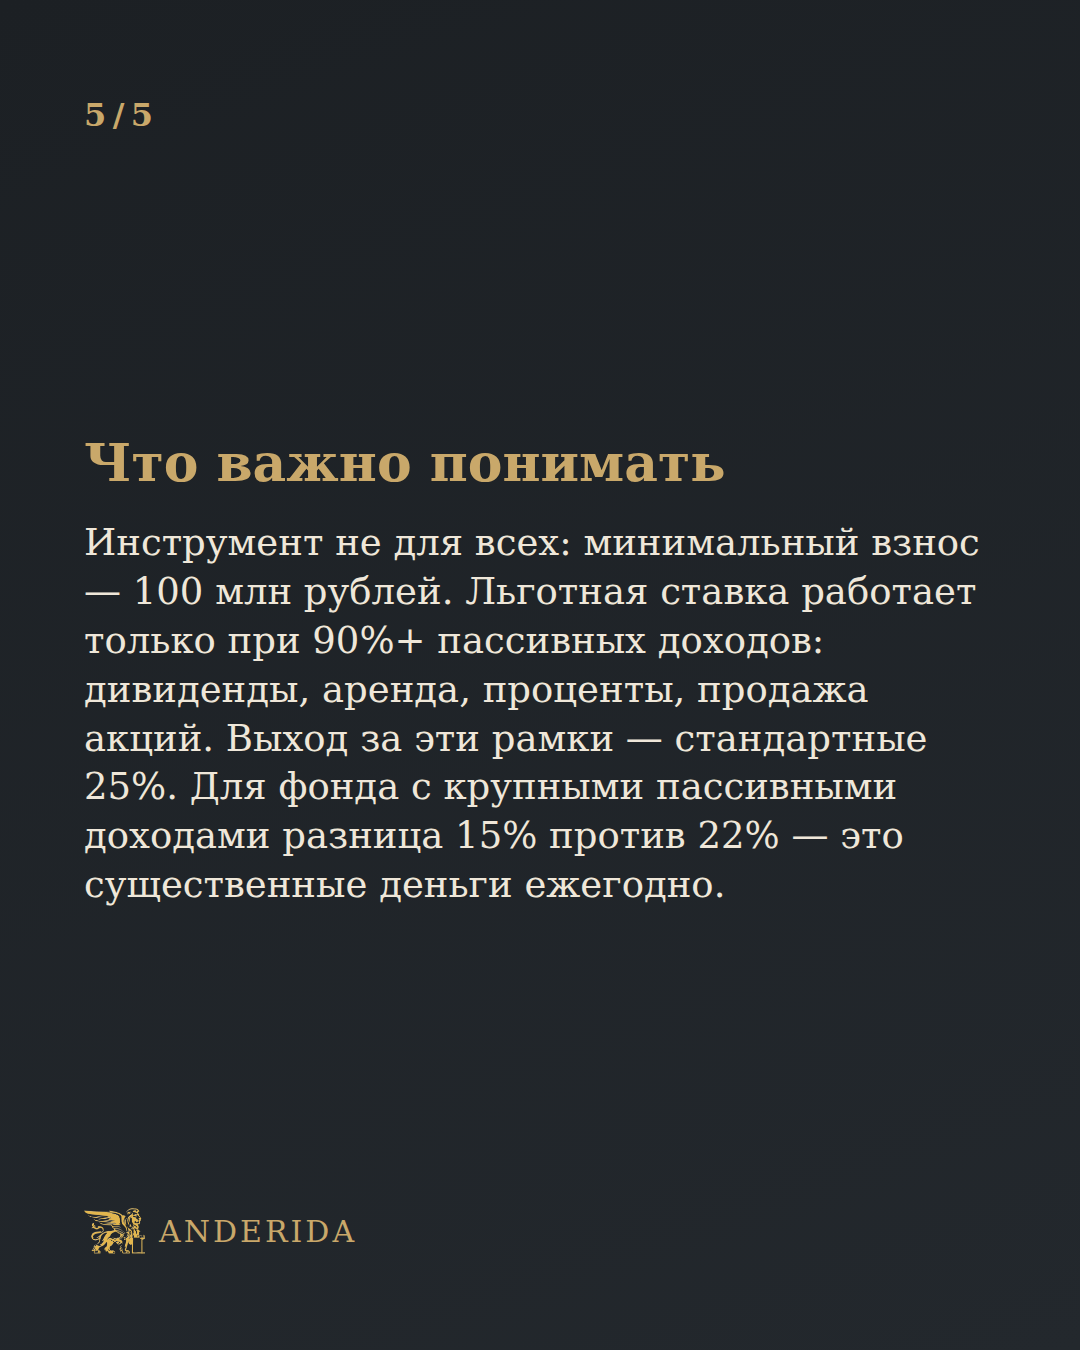 5/5
Что важно понимать
Инструмент не для всех: минимальный взнос
— 100 млн рублей. Льготная ставка работает
только при 90%+ пассивных доходов:
дивиденды, аренда, проценты, продажа
акций. Выход за эти рамки — стандартные
25%. Для фонда с крупными пассивными
доходами разница 15% против 22% — это
существенные деньги ежегодно.
ANDERIDA